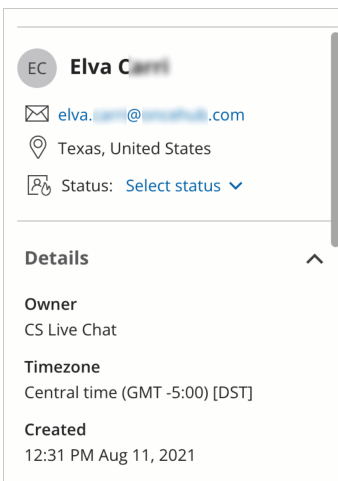 EC
Elva
elva. @ .com
Texas, United States
Status: Select status
Details
Owner
CS Live Chat
Timezone
Central time (GMT -5:00) [DST]
Created
12:31 PM Aug 11, 2021